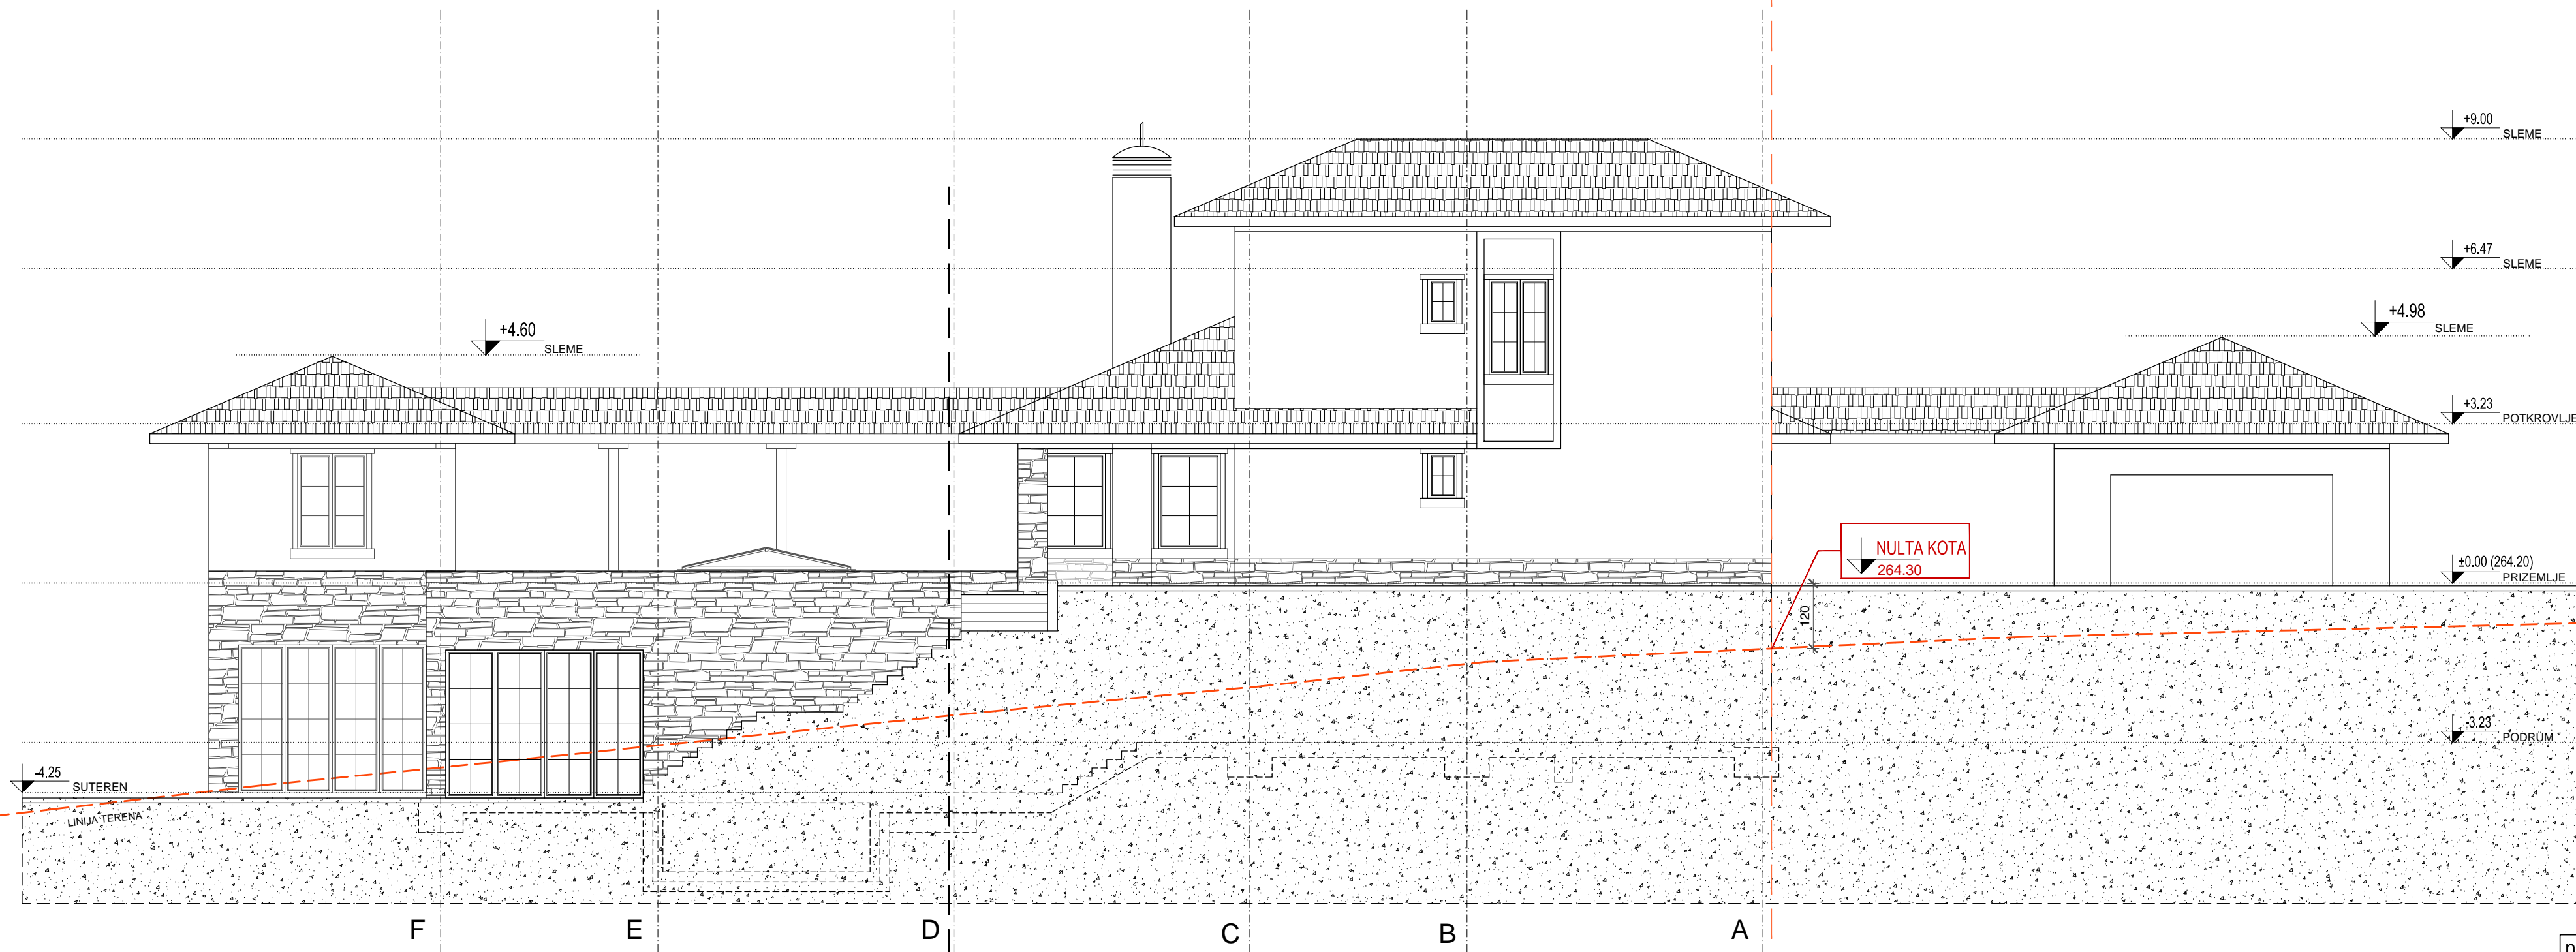 +9.00
SLEME
+6.47
SLEME
+4.98
SLEME
+4.60
SLEME
+3.23
POTKROVLJE
NULTA KOTA
264.30
±0.00 (264.20)
PRIZEMLJE
120
-3.23
PODRUM
-4.25
SUTEREN
LINIJA TERENA
F
E
D
C
B
A